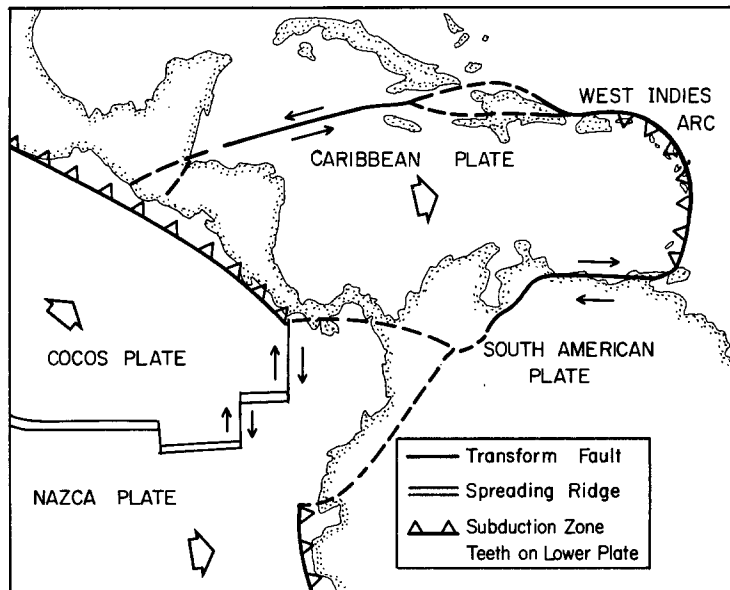 WEST INDIES
ARC
CARIBBEAN PLATE
COCOS PLATE
SOUTH AMERICAN
PLATE
NAZCA PLATE
Transform Fault
Spreading Ridge
Subduction Zone
Teeth on Lower Plate